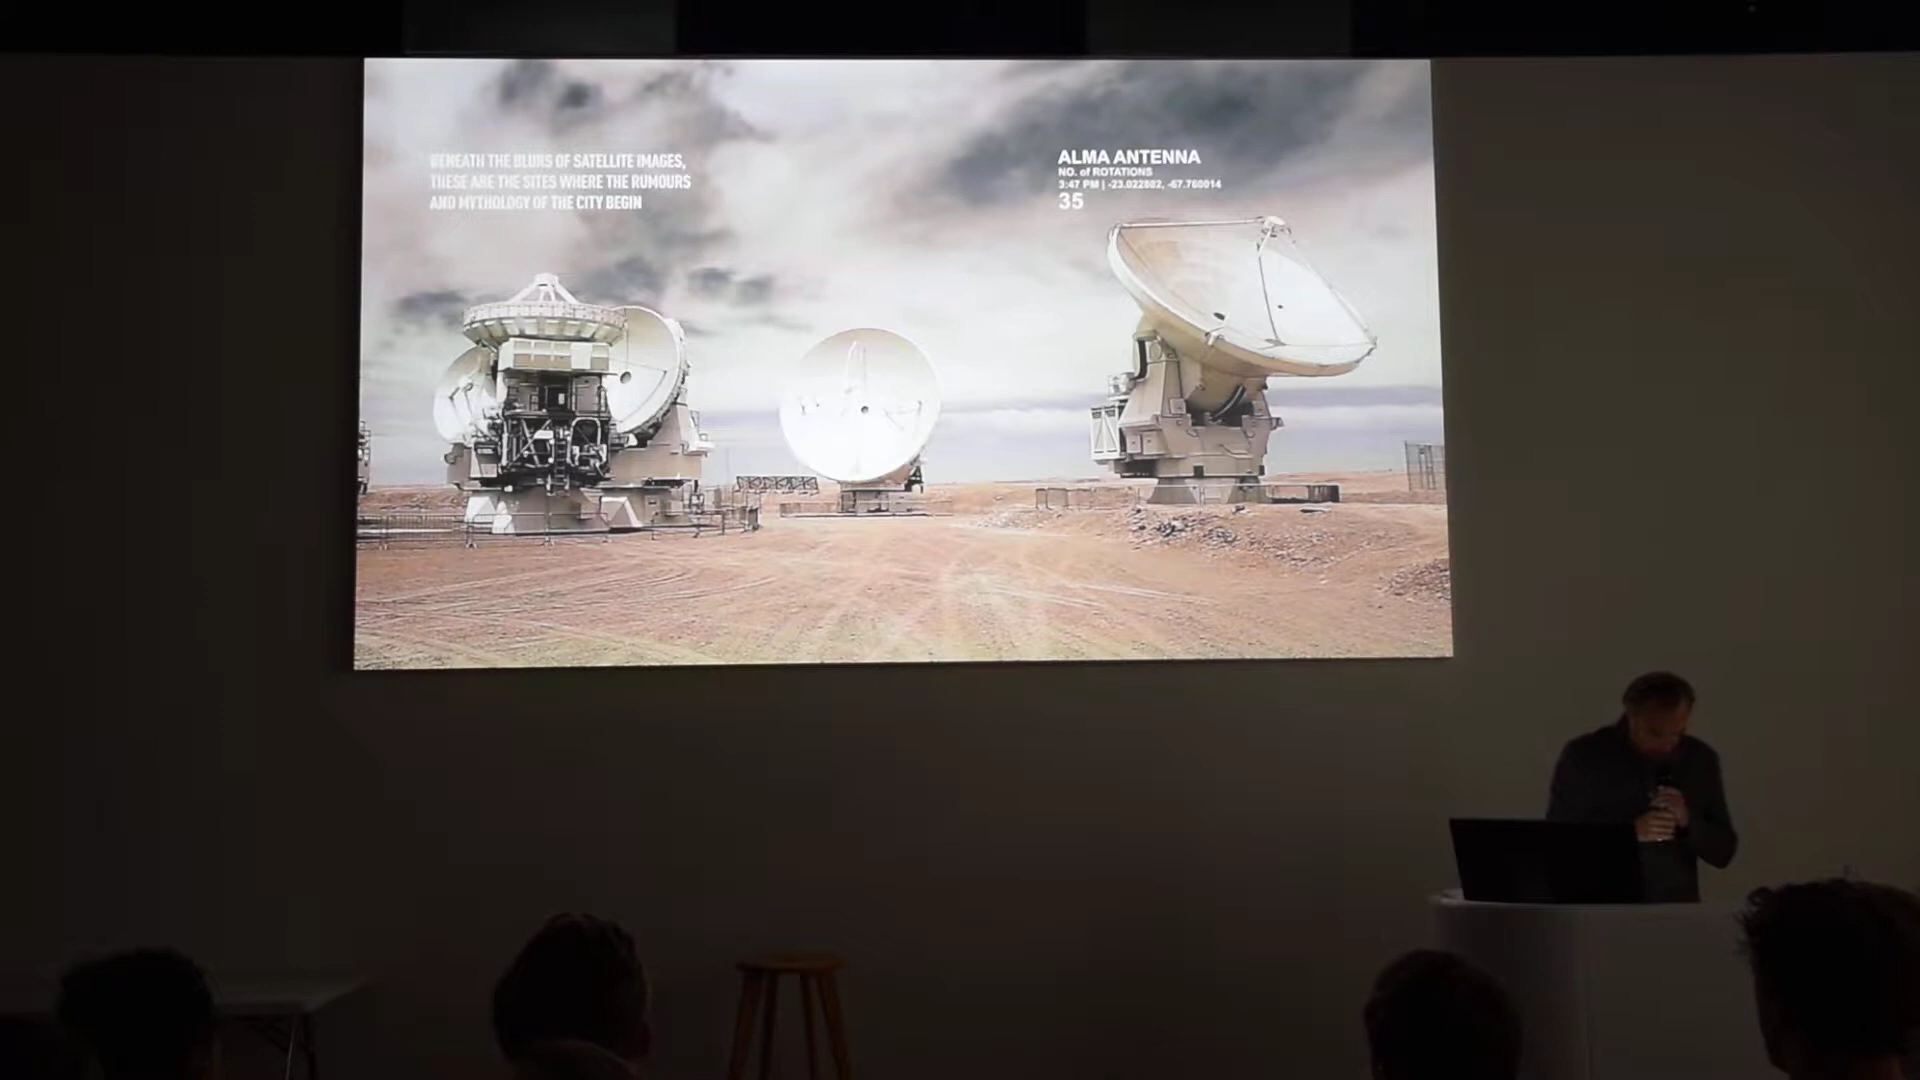 BENEATH THE BLURS OF SATELLITE IMAGES,
THESE ARE THE SITES WHERE THE RUMOURS
AND MYTHOLOGY OF THE CITY BEGIN
ALMA ANTENNA
NO. of ROTATIONS
3:47 PM | -23.022802, -67.760014
35